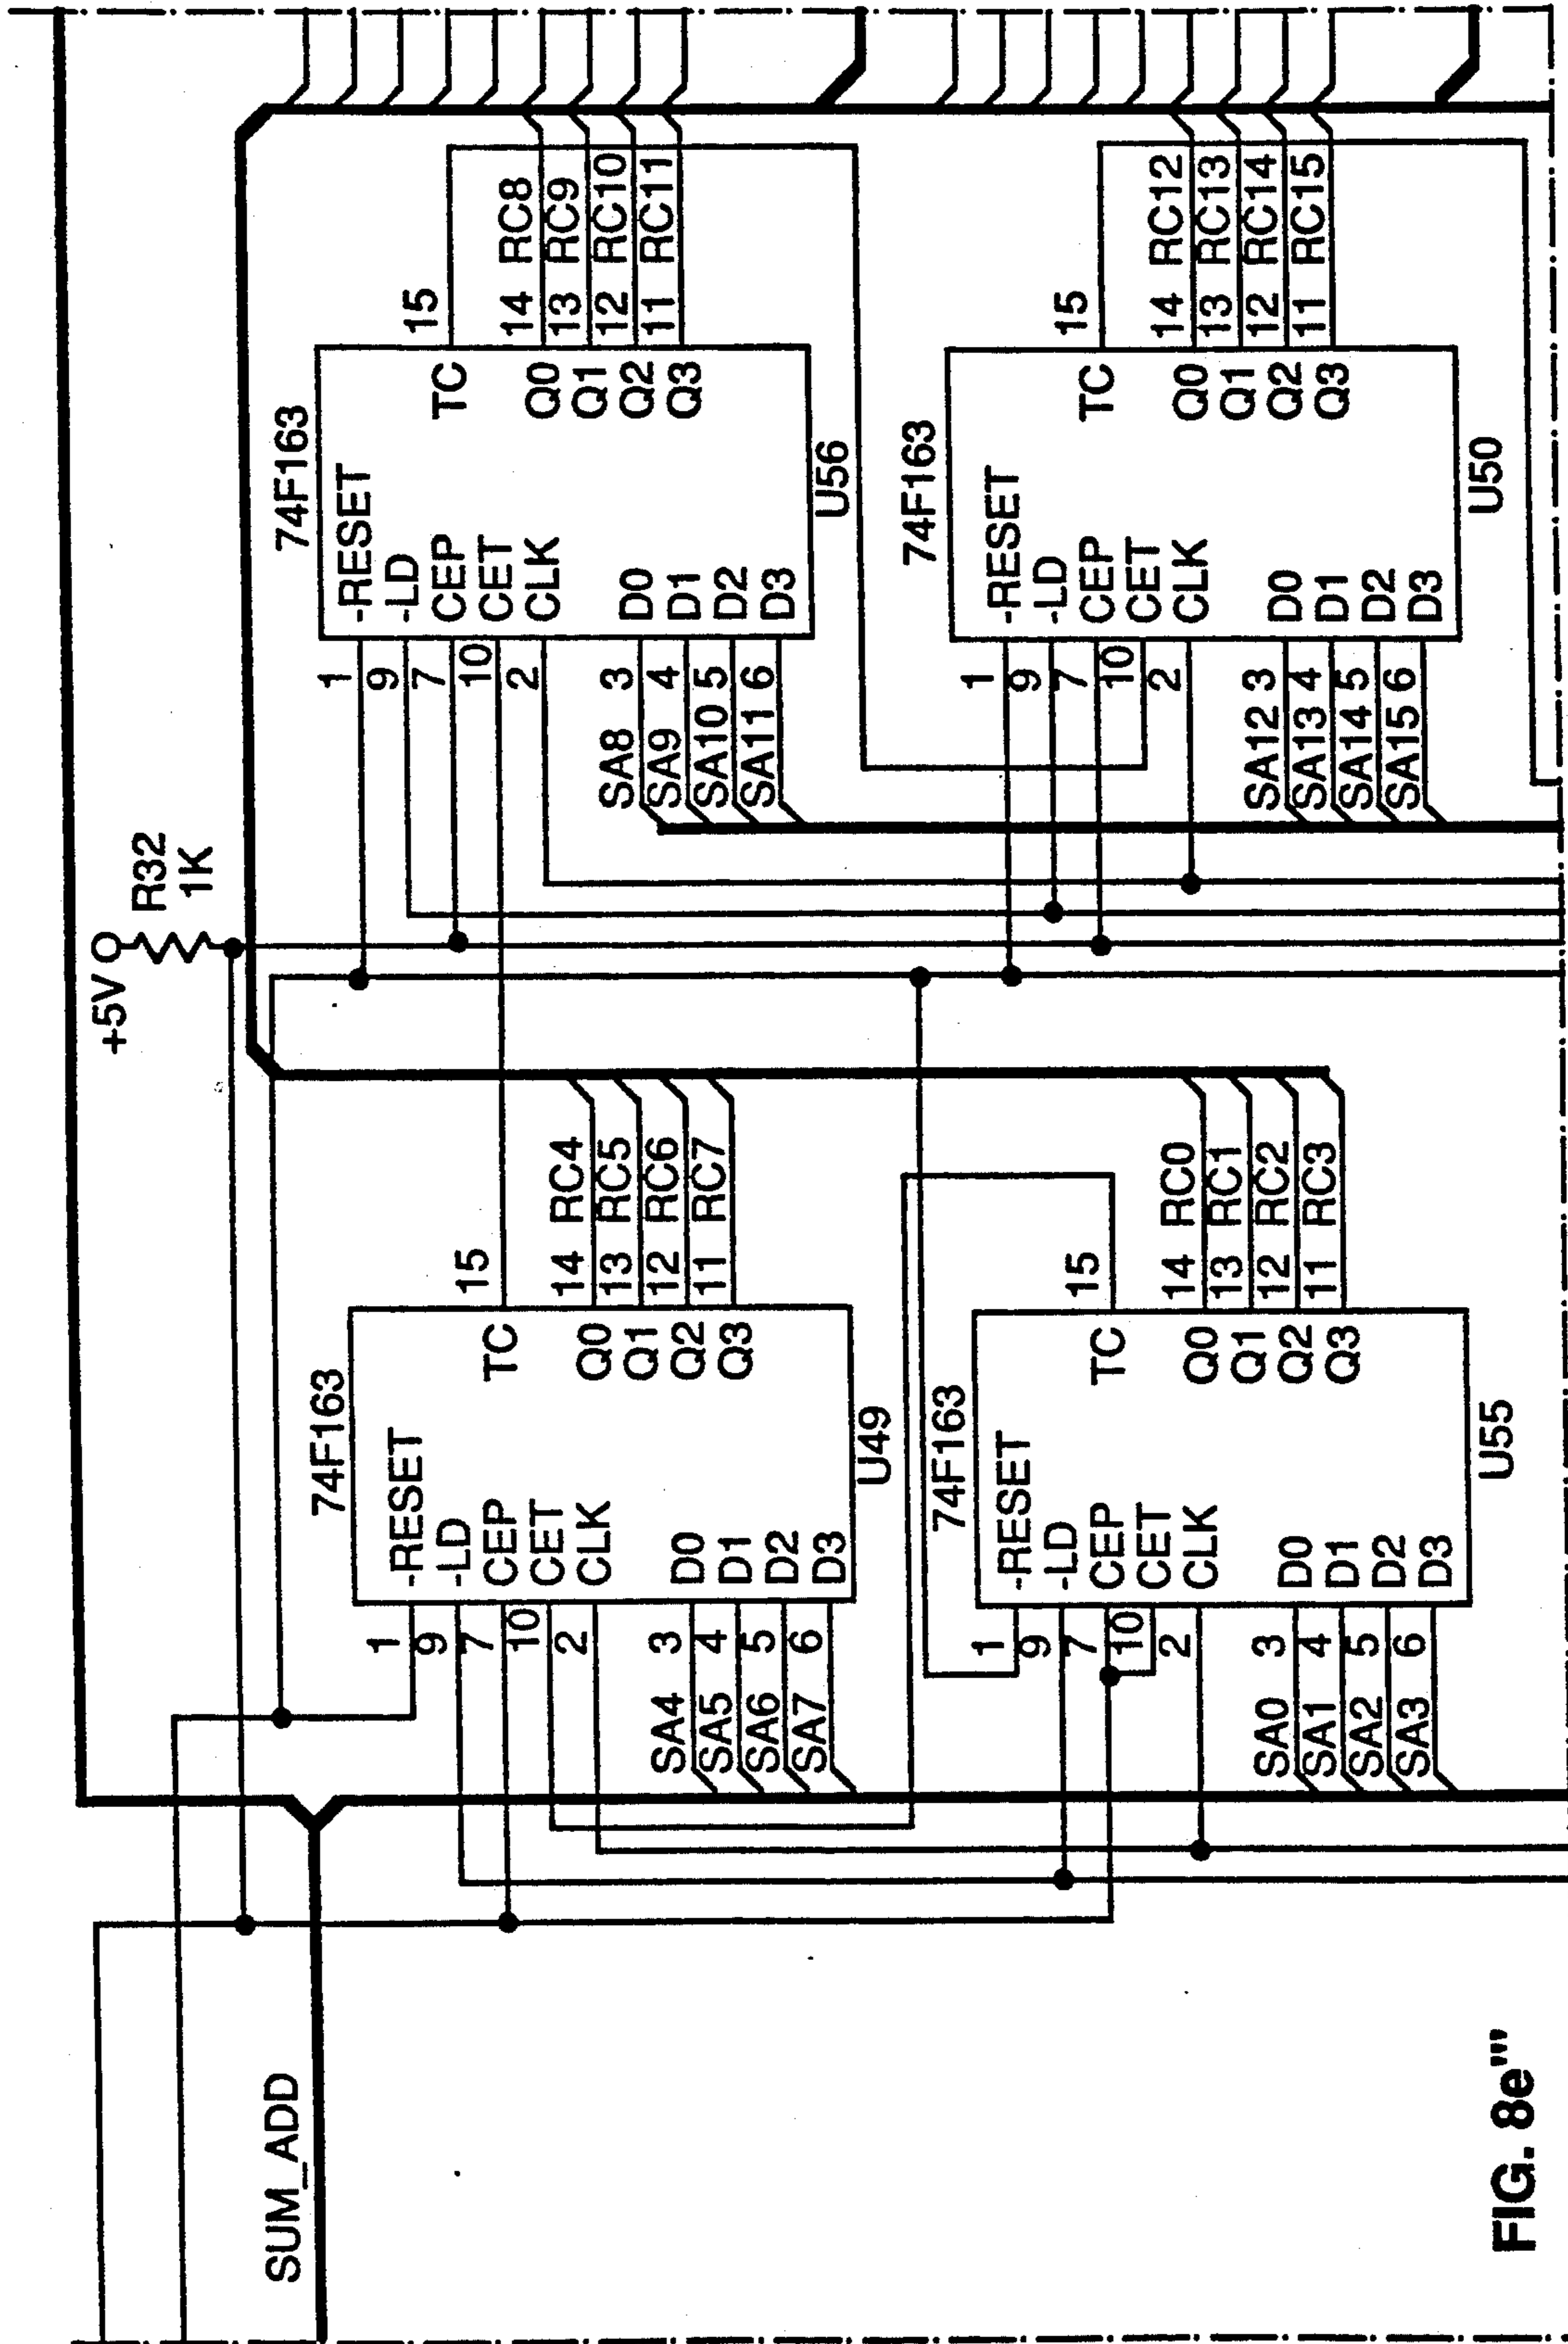 +5V
R32
1K
SUM_ADD
74F163
1 -RESET
9 -LD
7 CEP
10 CET
2 CLK
SA4 3 D0
SA5 4 D1
SA6 5 D2
SA7 6 D3
TC 15
Q0 14 RC4
Q1 13 RC5
Q2 12 RC6
Q3 11 RC7
U49
74F163
1 -RESET
9 -LD
7 CEP
10 CET
2 CLK
SA8 3 D0
SA9 4 D1
SA10 5 D2
SA11 6 D3
TC 15
Q0 14 RC8
Q1 13 RC9
Q2 12 RC10
Q3 11 RC11
U56
74F163
1 -RESET
9 -LD
7 CEP
10 CET
2 CLK
SA0 3 D0
SA1 4 D1
SA2 5 D2
SA3 6 D3
TC 15
Q0 14 RC0
Q1 13 RC1
Q2 12 RC2
Q3 11 RC3
U55
74F163
1 -RESET
9 -LD
7 CEP
10 CET
2 CLK
SA12 3 D0
SA13 4 D1
SA14 5 D2
SA15 6 D3
TC 15
Q0 14 RC12
Q1 13 RC13
Q2 12 RC14
Q3 11 RC15
U50
FIG. 8e'''